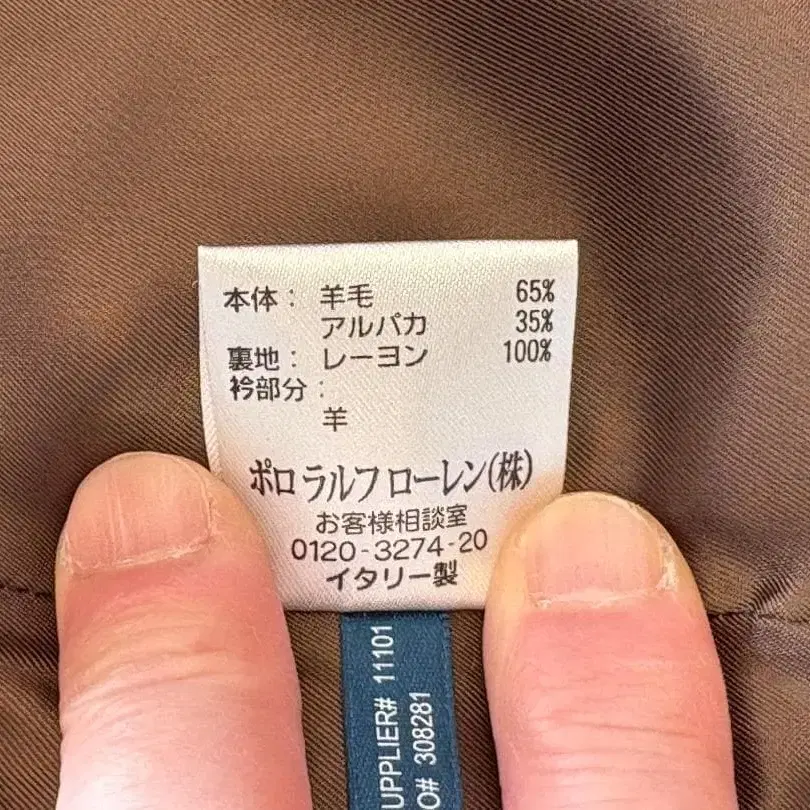 本体： 羊毛 65%
アルパカ 35%
裏地： レーヨン 100%
衿部分：
羊
ポロ ラルフ ローレン(株)
お客様相談室
0120-3274-20
イタリー製
UPPLIER# 11101
O# 308281